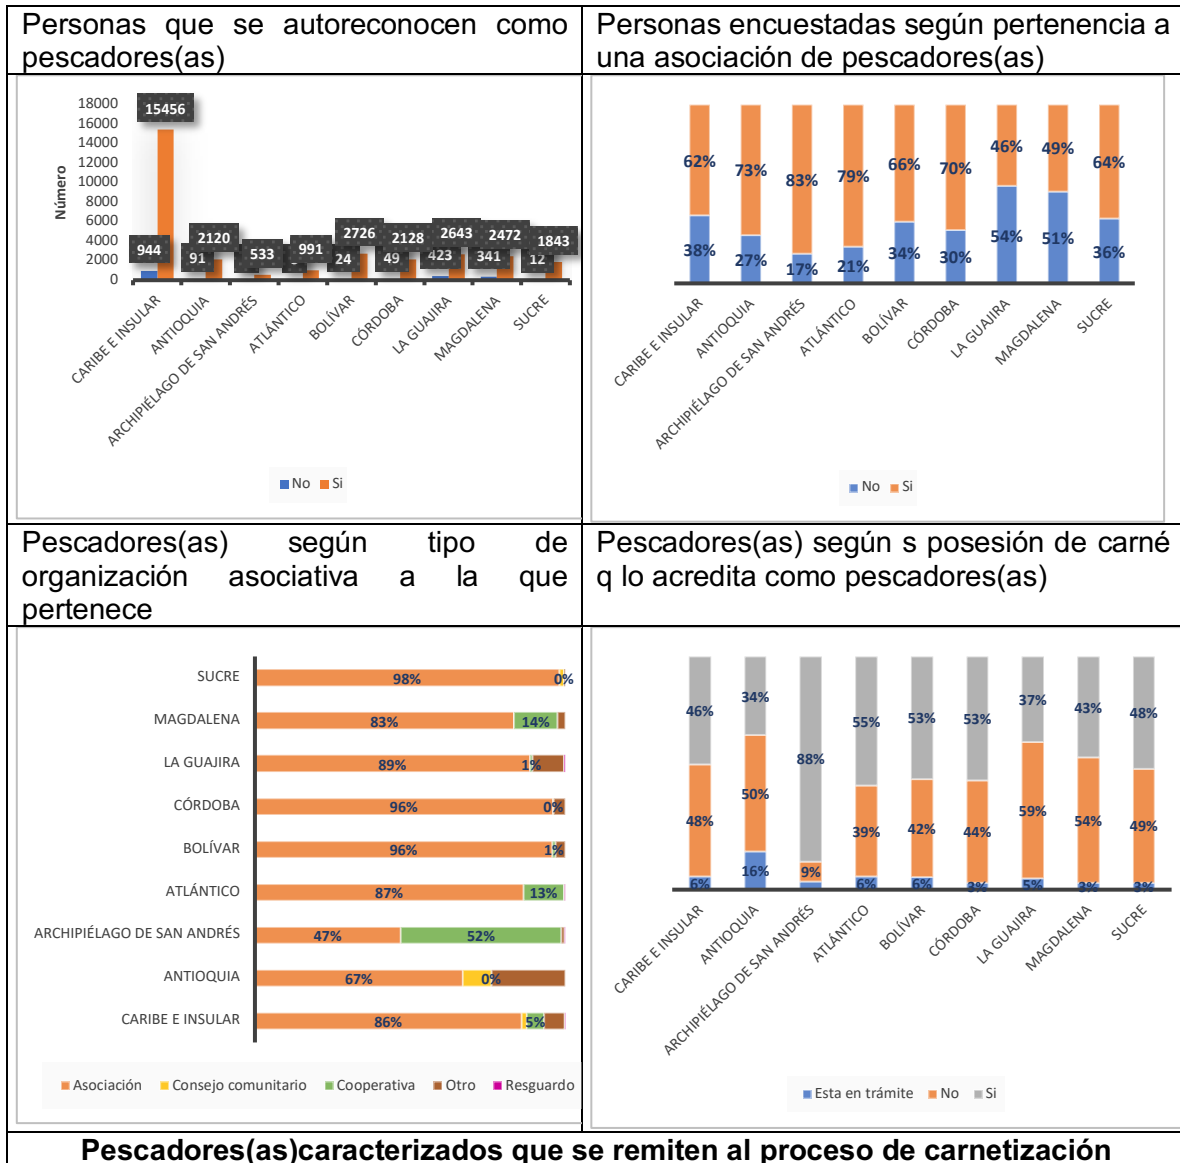 Personas que se autoreconocen como
pescadores(as)
18000
16000
14000
12000
10000
8000
6000
4000
2000
0
Número
15456
944
2120
91
533
991
2726
24
2128
49
2643
423
2472
341
1843
12
CARIBE E INSULAR
ANTIOQUIA
ARCHIPIÉLAGO DE SAN ANDRÉS
ATLÁNTICO
BOLÍVAR
CÓRDOBA
LA GUAJIRA
MAGDALENA
SUCRE
No Si
Personas encuestadas según pertenencia a
una asociación de pescadores(as)
62% 73% 83% 79% 66% 70% 46% 49% 64%
38% 27% 17% 21% 34% 30% 54% 51% 36%
CARIBE E INSULAR
ANTIOQUIA
ARCHIPIÉLAGO DE SAN ANDRÉS
ATLÁNTICO
BOLÍVAR
CÓRDOBA
LA GUAJIRA
MAGDALENA
SUCRE
No Si
Pescadores(as) según tipo de
organización asociativa a la que
pertenece
SUCRE 98% 0%
MAGDALENA 83% 14%
LA GUAJIRA 89% 1%
CÓRDOBA 96% 0%
BOLÍVAR 96% 1%
ATLÁNTICO 87% 13%
ARCHIPIÉLAGO DE SAN ANDRÉS 47% 52%
ANTIOQUIA 67% 0%
CARIBE E INSULAR 86% 5%
Asociación Consejo comunitario Cooperativa Otro Resguardo
Pescadores(as) según s posesión de carné
q lo acredita como pescadores(as)
46% 34% 88% 55% 53% 53% 37% 43% 48%
48% 50% 9% 39% 42% 44% 59% 54% 49%
6% 16% 6% 6% 3% 5% 3% 3%
CARIBE E INSULAR
ANTIOQUIA
ARCHIPIÉLAGO DE SAN ANDRÉS
ATLÁNTICO
BOLÍVAR
CÓRDOBA
LA GUAJIRA
MAGDALENA
SUCRE
Esta en trámite No Si
Pescadores(as)caracterizados que se remiten al proceso de carnetización